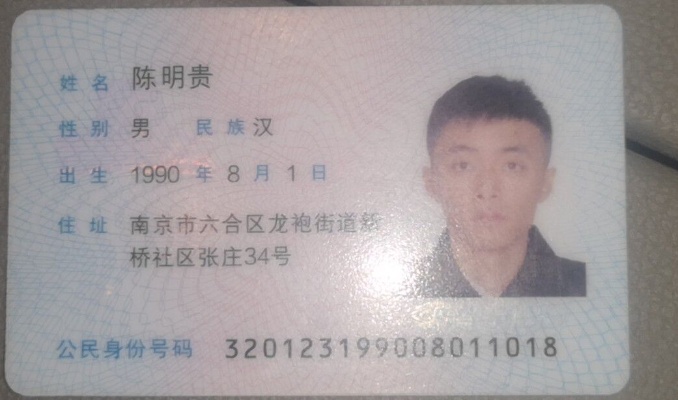 姓名 陈明贵
性别 男 民族 汉
出生 1990 年 8 月 1 日
住址 南京市六合区龙袍街道新
桥社区张庄34号
公民身份号码 320123199008011018